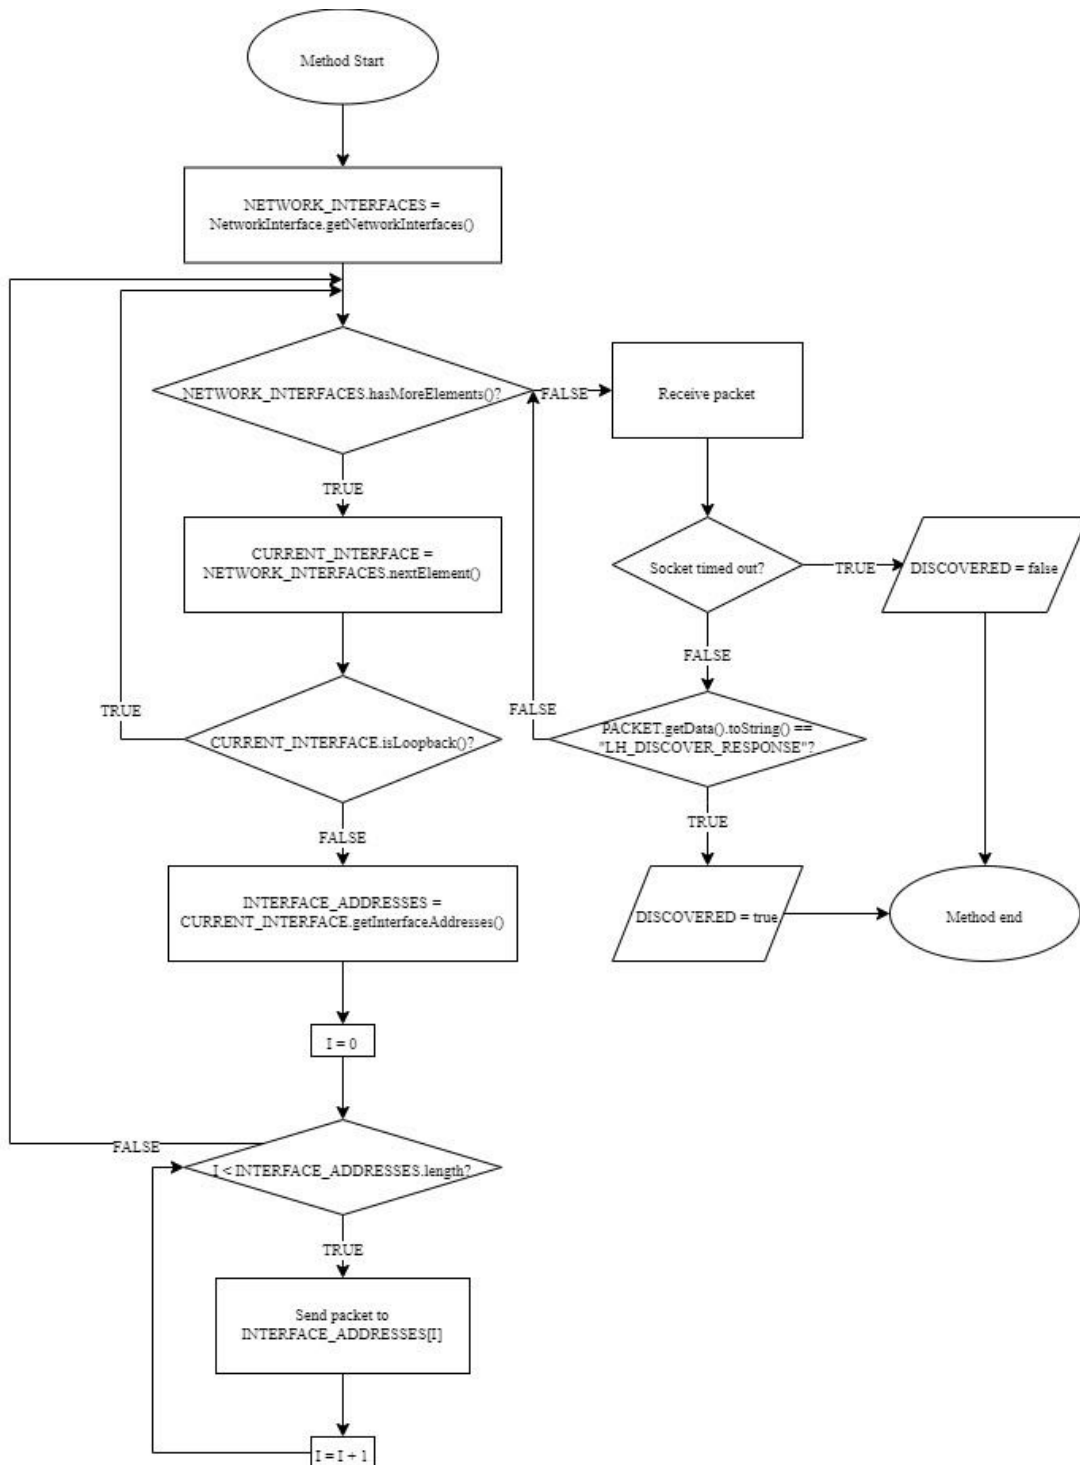 Method Start
NETWORK_INTERFACES =
NetworkInterface.getNetworkInterfaces()
NETWORK_INTERFACES.hasMoreElements()?
FALSE
Receive packet
TRUE
CURRENT_INTERFACE =
NETWORK_INTERFACES.nextElement()
Socket timed out?
TRUE
DISCOVERED = false
FALSE
TRUE
CURRENT_INTERFACE.isLoopback()?
FALSE
PACKET.getData().toString() ==
"LH_DISCOVER_RESPONSE"?
FALSE
TRUE
INTERFACE_ADDRESSES =
CURRENT_INTERFACE.getInterfaceAddresses()
DISCOVERED = true
Method end
I = 0
FALSE
I < INTERFACE_ADDRESSES.length?
TRUE
Send packet to
INTERFACE_ADDRESSES[I]
I = I + 1